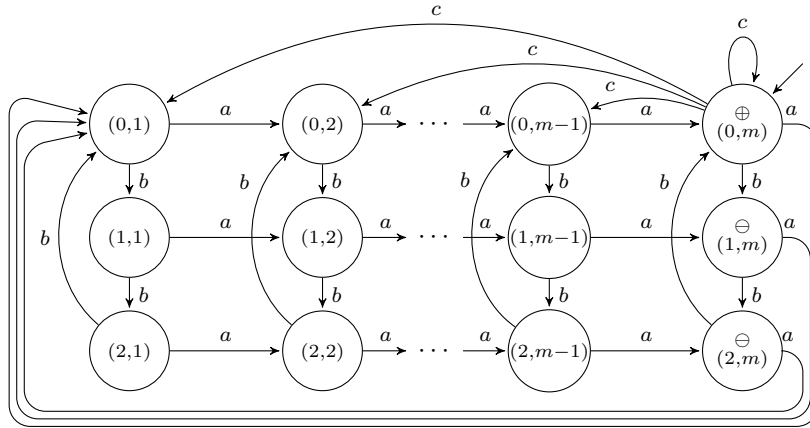 c
c
c
c
⊕
(0,1) a (0,2) a ··· a (0,m−1) a (0,m) a
b b b b
b b b b
⊖
(1,1) a (1,2) a ··· a (1,m−1) a (1,m) a
b b b b
⊖
(2,1) a (2,2) a ··· a (2,m−1) a (2,m) a